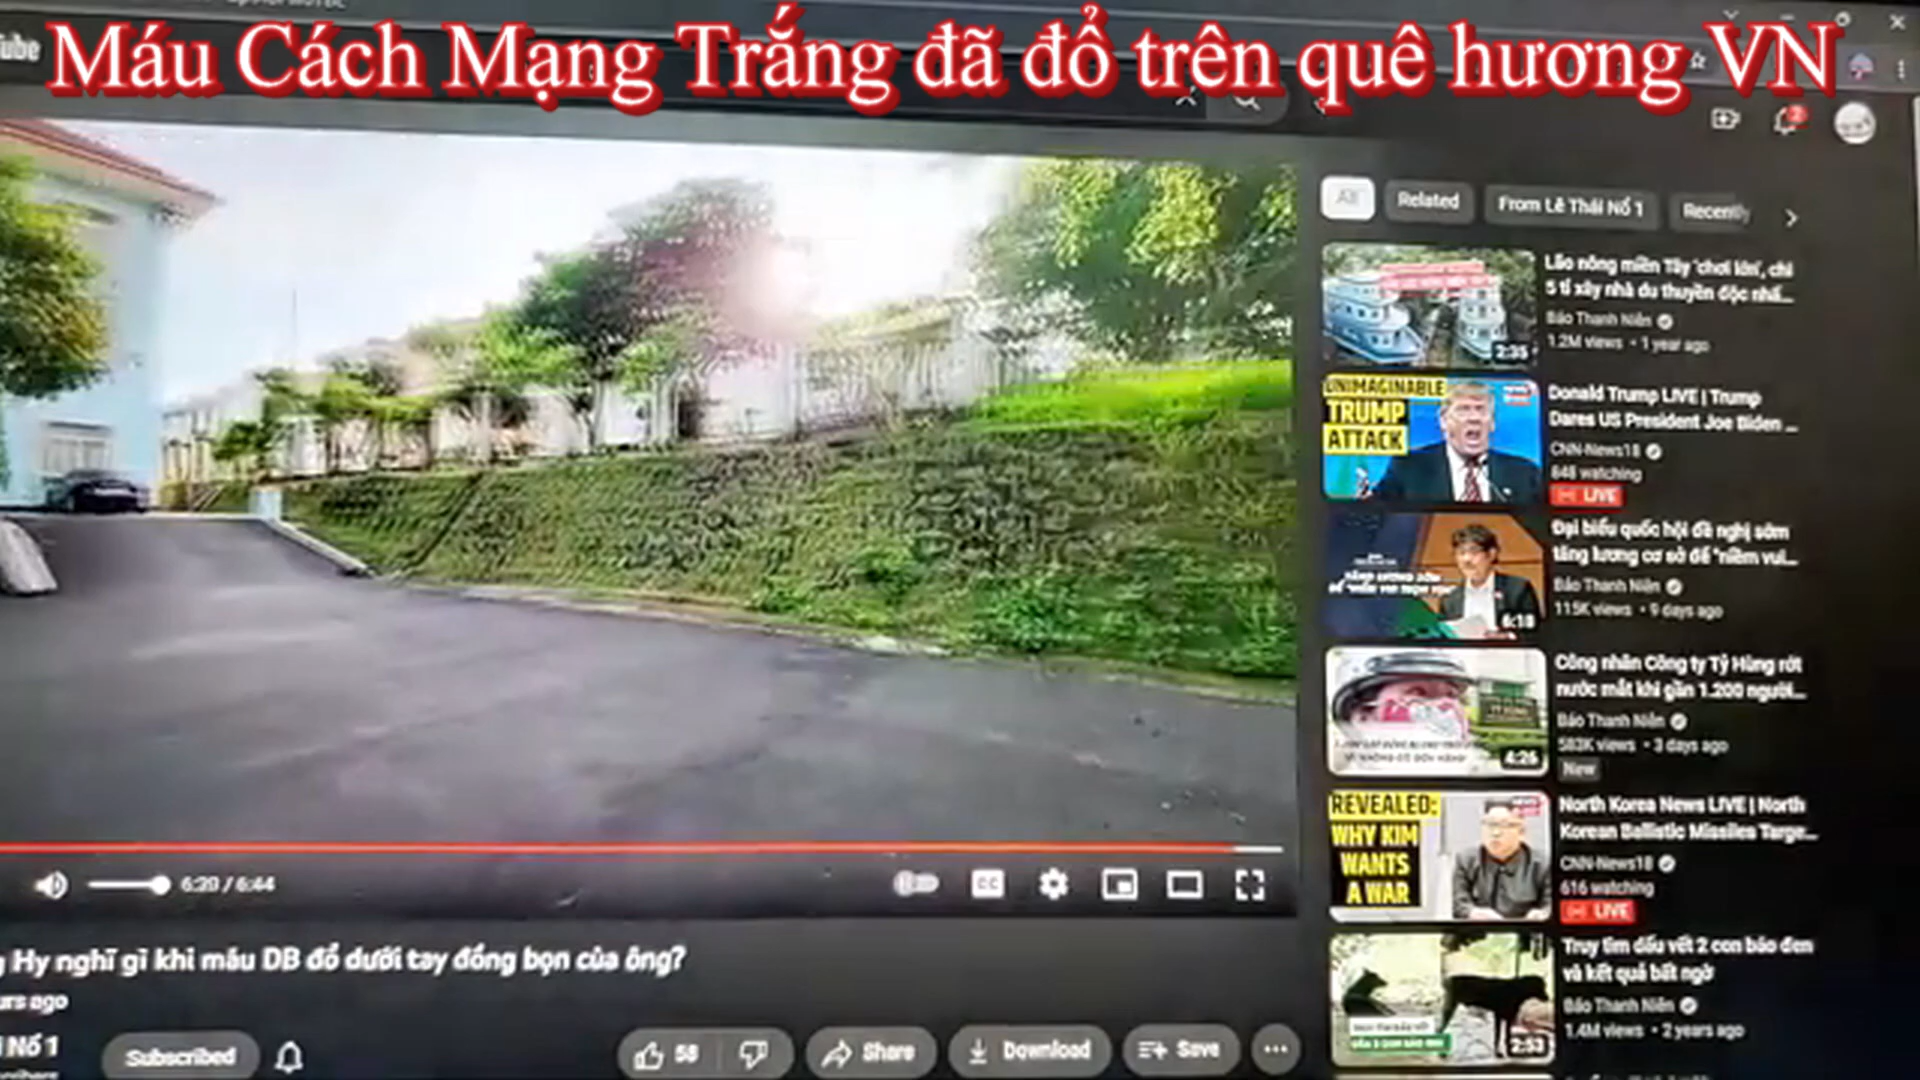 Máu Cách Mạng Trắng đã đổ trên quê hương VN
Tube
2
All
Related
From Lê Thái Nổ 1
Recently
Lão nông miền Tây 'chơi lớn', chi
5 tỉ xây nhà du thuyền độc nhấ...
Báo Thanh Niên
1.2M views • 1 year ago
2:35
UNIMAGINABLE
TRUMP
ATTACK
Donald Trump LIVE | Trump
Dares US President Joe Biden ...
CNN-News18
848 watching
LIVE
Đại biểu quốc hội đề nghị sớm
tăng lương cơ sở để "niềm vui...
Báo Thanh Niên
115K views • 9 days ago
6:18
Công nhân Công ty Tỷ Hùng rớt
nước mắt khi gần 1.200 người...
Báo Thanh Niên
583K views • 3 days ago
New
4:26
REVEALED:
WHY KIM
WANTS
A WAR
North Korea News LIVE | North
Korean Ballistic Missiles Targe...
CNN-News18
616 watching
LIVE
Truy tìm dấu vết 2 con báo đen
và kết quả bất ngờ
Báo Thanh Niên
1.4M views • 2 years ago
2:53
6:20 / 6:44
CC
Hy nghĩ gì khi máu DB đổ dưới tay đồng bọn của ông?
urs ago
i Nổ 1
Subscribed
58
Share
Download
Save